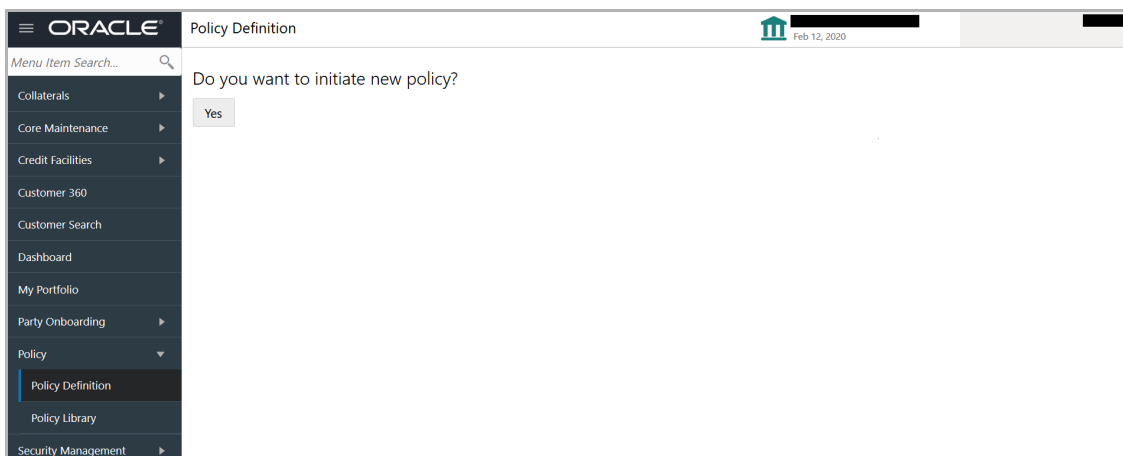 ORACLE®
Policy Definition
Feb 12, 2020
Menu Item Search...
Do you want to initiate new policy?
Yes
Collaterals
Core Maintenance
Credit Facilities
Customer 360
Customer Search
Dashboard
My Portfolio
Party Onboarding
Policy
Policy Definition
Policy Library
Security Management